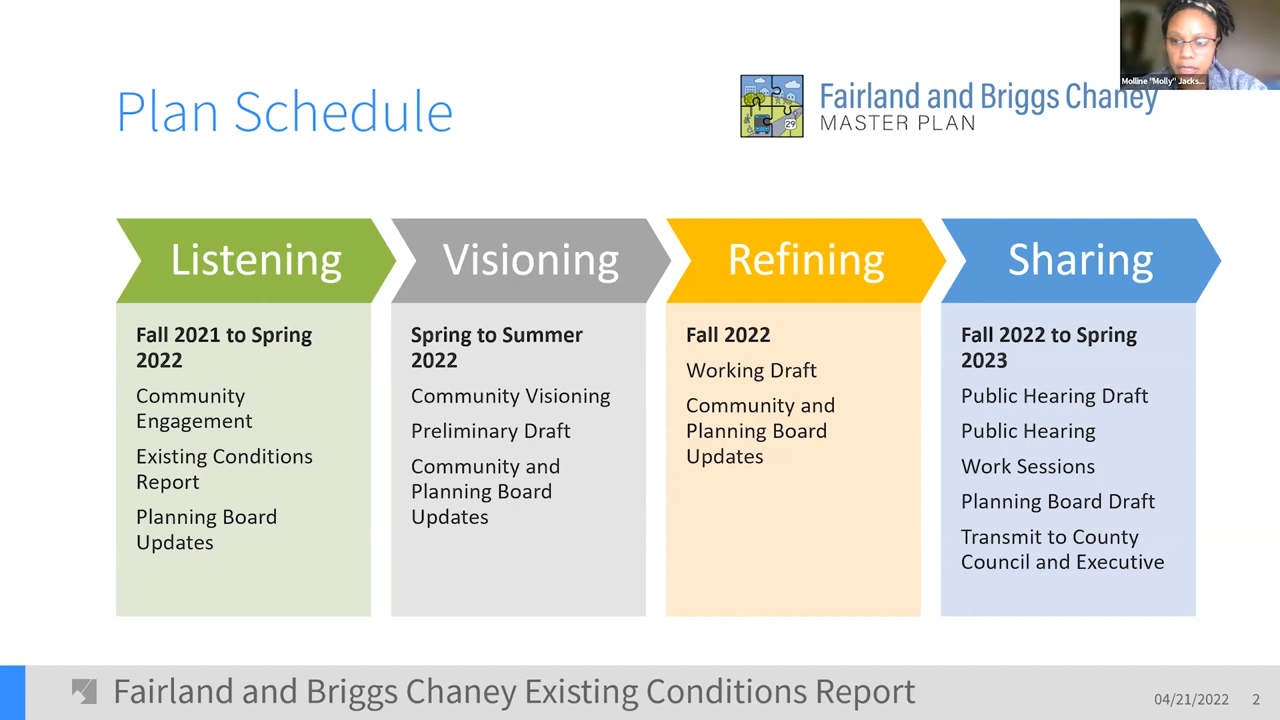 Molline "Molly" Jacks...
Plan Schedule
Fairland and Briggs Chaney
MASTER PLAN
29
Listening
Visioning
Refining
Sharing
Fall 2021 to Spring
2022
Community
Engagement
Existing Conditions
Report
Planning Board
Updates
Spring to Summer
2022
Community Visioning
Preliminary Draft
Community and
Planning Board
Updates
Fall 2022
Working Draft
Community and
Planning Board
Updates
Fall 2022 to Spring
2023
Public Hearing Draft
Public Hearing
Work Sessions
Planning Board Draft
Transmit to County
Council and Executive
Fairland and Briggs Chaney Existing Conditions Report
04/21/2022 2